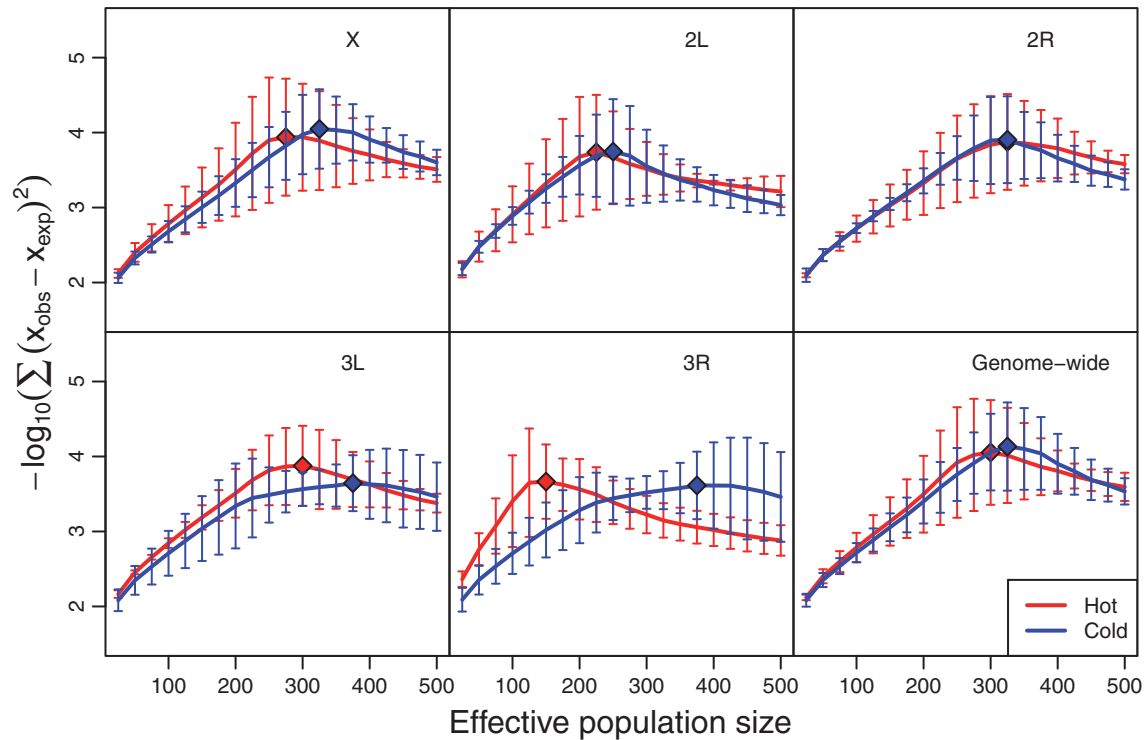 X 2L 2R
5
4
3
2
3L 3R Genome−wide
5
4
3
2
−log10(∑(xobs−xexp)²)
Hot
Cold
100 200 300 400 500 100 200 300 400 500 100 200 300 400 500
Effective population size